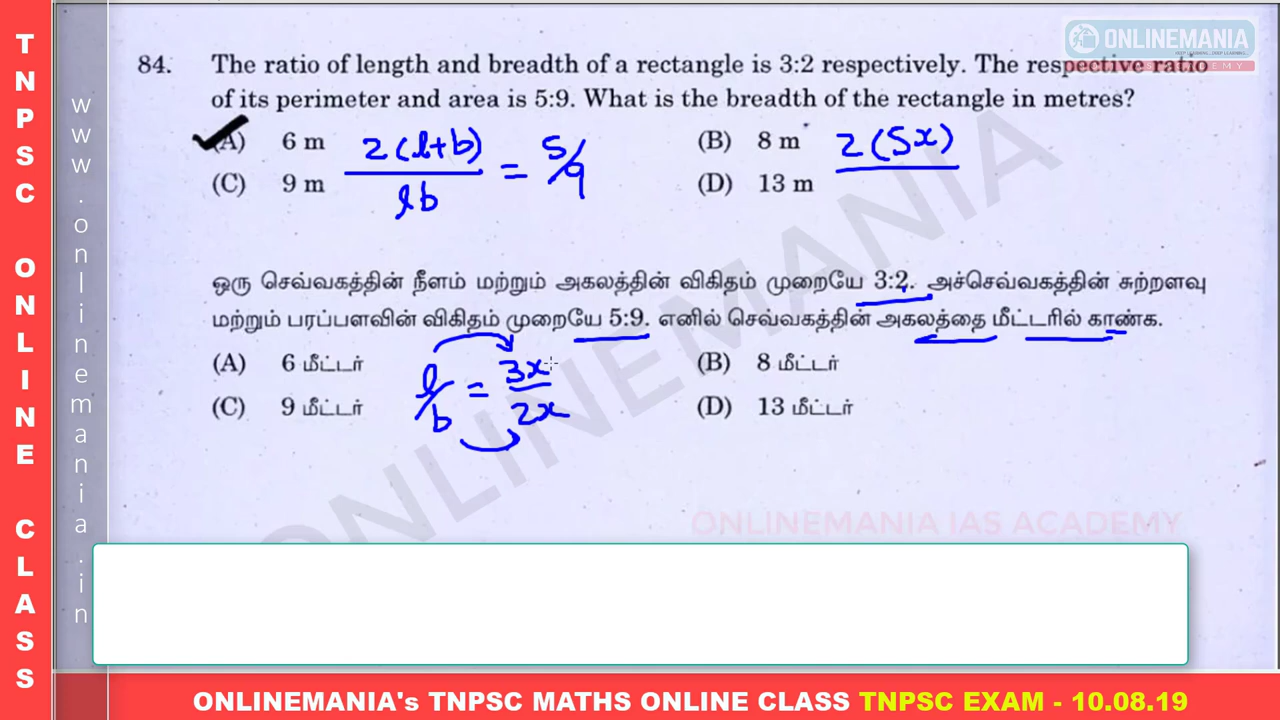 TNPSC ONLINE CLASS
www.onlinemania.in
ONLINEMANIA
84. The ratio of length and breadth of a rectangle is 3:2 respectively. The respective ratio
of its perimeter and area is 5:9. What is the breadth of the rectangle in metres?
(A) 6 m
2(l+b)/lb = 5/9
(B) 8 m
2(5x)
(C) 9 m
(D) 13 m
ஒரு செவ்வகத்தின் நீளம் மற்றும் அகலத்தின் விகிதம் முறையே 3:2. அச்செவ்வகத்தின் சுற்றளவு
மற்றும் பரப்பளவின் விகிதம் முறையே 5:9. எனில் செவ்வகத்தின் அகலத்தை மீட்டரில் காண்க.
(A) 6 மீட்டர்
(B) 8 மீட்டர்
l/b = 3x/2x
(C) 9 மீட்டர்
(D) 13 மீட்டர்
ONLINEMANIA
ONLINEMANIA IAS ACADEMY
ONLINEMANIA's TNPSC MATHS ONLINE CLASS TNPSC EXAM - 10.08.19